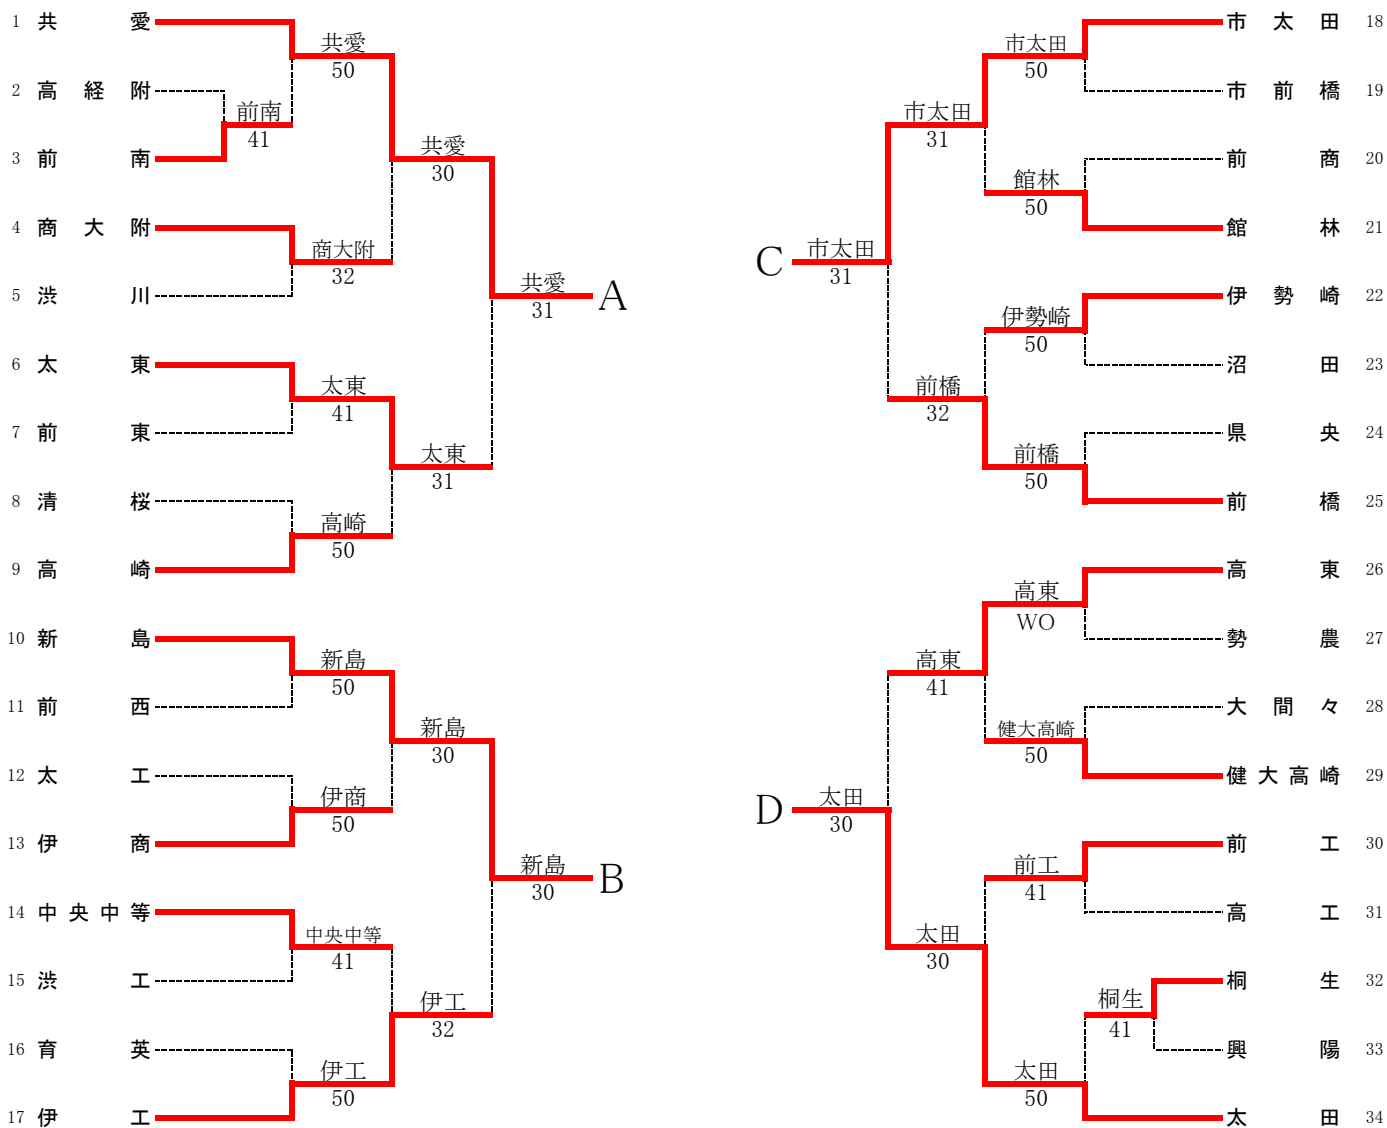 1 共愛
2 高経附
3 前南
4 商大附
5 渋川
6 太東
7 前東
8 清桜
9 高崎
10 新島
11 前西
12 太工
13 伊商
14 中央中等
15 渋工
16 育英
17 伊工
前南
41
共愛
50
商大附
32
太東
41
高崎
50
新島
50
伊商
50
中央中等
41
伊工
50
共愛
30
太東
31
新島
30
伊工
32
共愛
31
A
新島
30
B
C
市太田
31
D
太田
30
市太田
31
前橋
32
高東
41
太田
30
市太田
50
館林
50
伊勢崎
50
前橋
50
高東
WO
健大高崎
50
前工
41
太田
50
桐生
41
市太田 18
市前橋 19
前商 20
館林 21
伊勢崎 22
沼田 23
県央 24
前橋 25
高東 26
勢農 27
大間々 28
健大高崎 29
前工 30
高工 31
桐生 32
興陽 33
太田 34